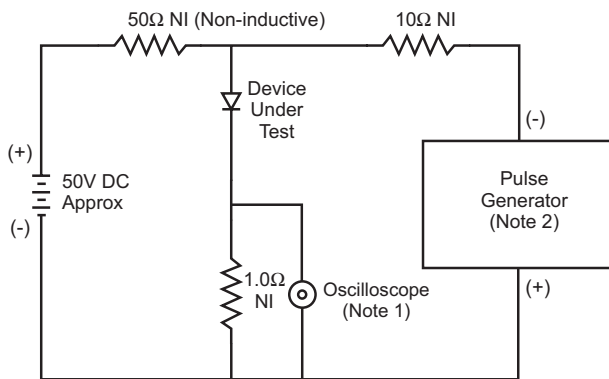 50Ω NI (Non-inductive)
10Ω NI
Device
Under
Test
(-)
(+)
50V DC
Approx
(-)
Pulse
Generator
(Note 2)
1.0Ω
NI
Oscilloscope
(Note 1)
(+)